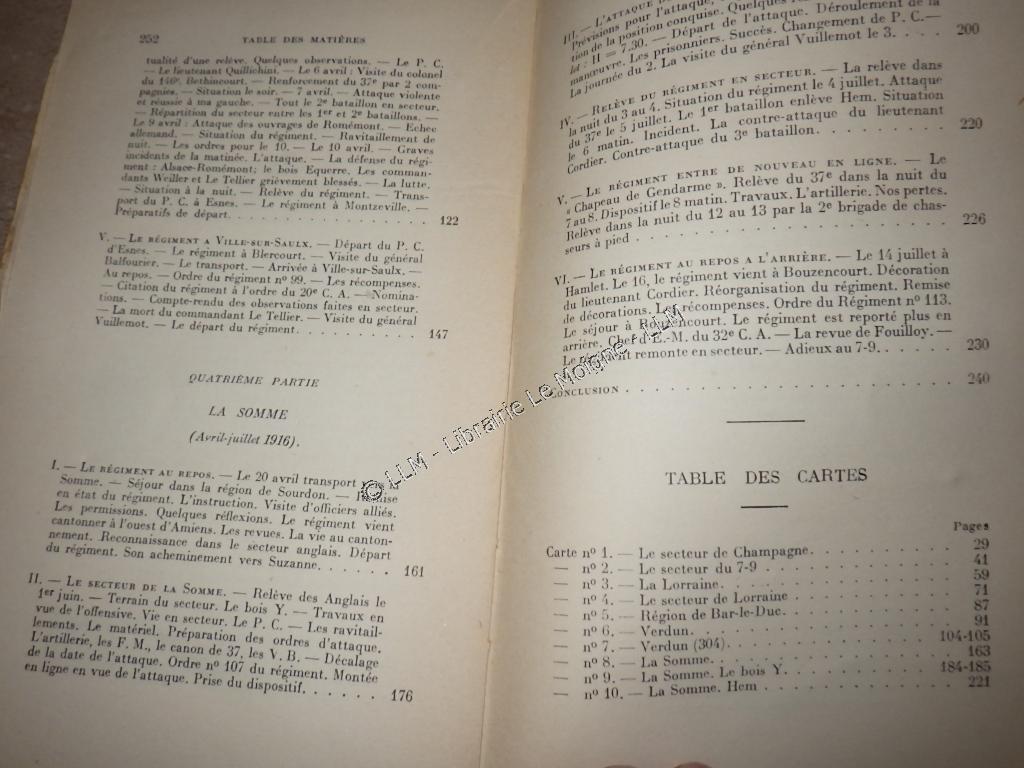 252 TABLE DES MATIÈRES
tualité d'une relève. Quelques observations. — Le P. C.
— Le lieutenant Quillichini. — Le 6 avril : Visite du colonel
du 146e. Bethincourt. — Renforcement du 37e par 2 com-
pagnies. — Situation le soir. — 7 avril. — Attaque violente
et réussie à ma gauche. — Tout le 2e bataillon en secteur.
— Répartition du secteur entre les 1er et 2e bataillons. —
Le 9 avril : Attaque des ouvrages de Romémont. — Échec
allemand. — Situation du régiment. — Ravitaillement de
nuit. — Les ordres pour le 10. — Le 10 avril. — Graves
incidents de la matinée. L'attaque. — La défense du régi-
ment : Alsace-Romémont; le bois Equerre. Les comman-
dants Weiller et Le Tellier grièvement blessés. — La lutte.
— Situation à la nuit. — Relève du régiment. — Trans-
port du P. C. à Esnes. — Le régiment à Montzeville. —
Préparatifs de départ. 122
V. — LE RÉGIMENT A VILLE-SUR-SAULX. — Départ du P. C.
d'Esnes. — Le régiment à Blercourt. — Visite du général
Balfourier. — Le transport. — Arrivée à Ville-sur-Saulx. —
Au repos. — Ordre du régiment no 99. — Les récompenses.
— Citation du régiment à l'ordre du 20e C. A. — Nomina-
tions. — Compte-rendu des observations faites en secteur.
— La mort du commandant Le Tellier. — Visite du général
Vuillemot. — Le départ du régiment. 147
QUATRIÈME PARTIE
LA SOMME
(Avril-juillet 1916).
I. — LE RÉGIMENT AU REPOS. — Le 20 avril transport la
Somme. — Séjour dans la région de Sourdon. — Remise
en état du régiment. L'instruction. Visite d'officiers alliés.
Les permissions. Quelques réflexions. Le régiment vient
cantonner à l'ouest d'Amiens. Les revues. La vie au canton-
nement. Reconnaissance dans le secteur anglais. Départ
du régiment. Son acheminement vers Suzanne. 161
II. — LE SECTEUR DE LA SOMME. — Relève des Anglais le
1er juin. — Terrain du secteur. Le bois Y. — Travaux en
vue de l'offensive. Vie en secteur. Le P. C. — Les ravitail-
lements. Le matériel. Préparation des ordres d'attaque.
L'artillerie, les F. M., le canon de 37, les V. B. — Décalage
de la date de l'attaque. Ordre no 107 du régiment. Montée
en ligne en vue de l'attaque. Prise du dispositif. 176
III. — L'ATTAQUE
Prévisions pour l'attaque,
tion de la position conquise. Quelques
let : H = 7.30. — Départ de l'attaque. Déroulement de la
manœuvre. Les prisonniers. Succès. Changement de P. C.—
La journée du 2. La visite du général Vuillemot le 3. 200
IV. — RELÈVE DU RÉGIMENT EN SECTEUR. — La relève dans
la nuit du 3 au 4. Situation du régiment le 4 juillet. Attaque
du 37e le 5 juillet. Le 1er bataillon enlève Hem. Situation
le 6 matin. Incident. La contre-attaque du lieutenant
Cordier. Contre-attaque du 3e bataillon. 220
V. — LE RÉGIMENT ENTRE DE NOUVEAU EN LIGNE. — Le
« Chapeau de Gendarme ». Relève du 37e dans la nuit du
7 au 8. Dispositif le 8 matin. Travaux. L'artillerie. Nos pertes.
Relève dans la nuit du 12 au 13 par la 2e brigade de chas-
seurs à pied 226
VI. — LE RÉGIMENT AU REPOS A L'ARRIÈRE. — Le 14 juillet à
Hamlet. Le 16, le régiment vient à Bouzencourt. Décoration
du lieutenant Cordier. Réorganisation du régiment. Remise
de décorations. Les récompenses. Ordre du Régiment no 113.
Le séjour à Bouzencourt. Le régiment est reporté plus en
arrière. Chef d'E.-M. du 32e C. A. — La revue de Fouilloy. —
Le régiment remonte en secteur. — Adieux au 7-9. 230
CONCLUSION 240
TABLE DES CARTES
Pages
Carte no 1. — Le secteur de Champagne. 29
— no 2. — Le secteur du 7-9 41
— no 3. — La Lorraine. 59
— no 4. — Le secteur de Lorraine 71
— no 5. — Région de Bar-le-Duc. 87
— no 6. — Verdun. 91
— no 7. — Verdun (304). 104-105
— no 8. — La Somme. 163
— no 9. — La Somme. Le bois Y. 184-185
— no 10. — La Somme. Hem 221
© LLM - Librairie Le Moigne, LLM